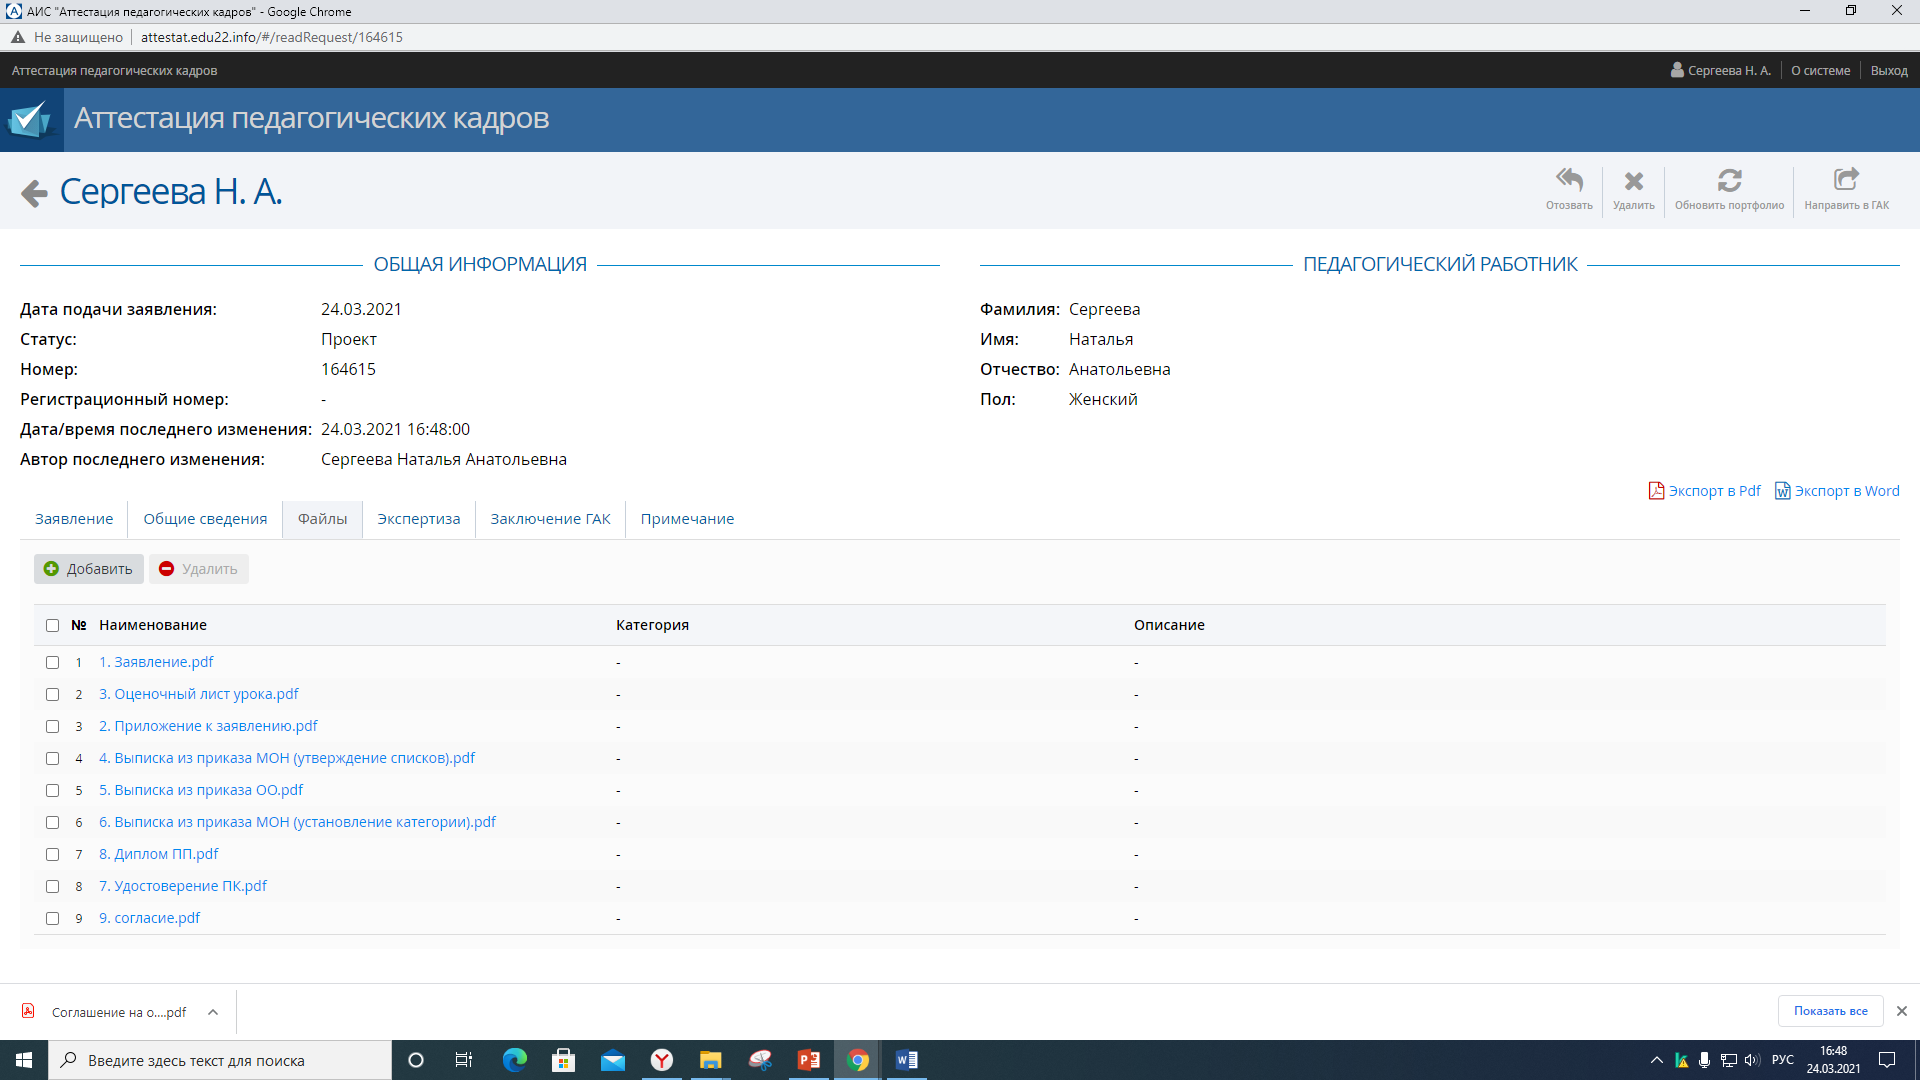 АИС "Аттестация педагогических кадров" - Google Chrome
Не защищено attestat.edu22.info/#/readRequest/164615
Аттестация педагогических кадров Сергеева Н. А. О системе Выход
Аттестация педагогических кадров
Сергеева Н. А.
Отозвать Удалить Обновить портфолио Направить в ГАК
ОБЩАЯ ИНФОРМАЦИЯ
Дата подачи заявления: 24.03.2021
Статус: Проект
Номер: 164615
Регистрационный номер: -
Дата/время последнего изменения: 24.03.2021 16:48:00
Автор последнего изменения: Сергеева Наталья Анатольевна
ПЕДАГОГИЧЕСКИЙ РАБОТНИК
Фамилия: Сергеева
Имя: Наталья
Отчество: Анатольевна
Пол: Женский
Экспорт в Pdf Экспорт в Word
Заявление Общие сведения Файлы Экспертиза Заключение ГАК Примечание
Добавить Удалить
№ Наименование Категория Описание
1 1. Заявление.pdf - -
2 3. Оценочный лист урока.pdf - -
3 2. Приложение к заявлению.pdf - -
4 4. Выписка из приказа МОН (утверждение списков).pdf - -
5 5. Выписка из приказа ОО.pdf - -
6 6. Выписка из приказа МОН (установление категории).pdf - -
7 8. Диплом ПП.pdf - -
8 7. Удостоверение ПК.pdf - -
9 9. согласие.pdf - -
Соглашение на о....pdf Показать все
Введите здесь текст для поиска
РУС
16:48
24.03.2021